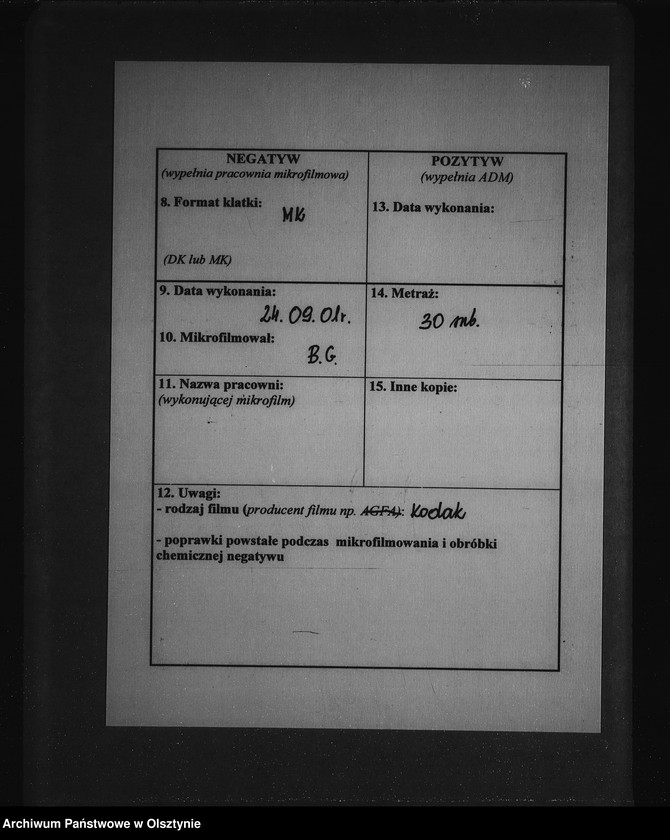 NEGATYW
(wypełnia pracownia mikrofilmowa)
8. Format klatki:
MK
(DK lub MK)
POZYTYW
(wypełnia ADM)
13. Data wykonania:
9. Data wykonania:
24.09.01r.
10. Mikrofilmował:
B.G.
14. Metraż:
30 mb.
11. Nazwa pracowni:
(wykonującej mikrofilm)
15. Inne kopie:
12. Uwagi:
- rodzaj filmu (producent filmu np. AGFA): Kodak
- poprawki powstałe podczas mikrofilmowania i obróbki
chemicznej negatywu
Archiwum Państwowe w Olsztynie